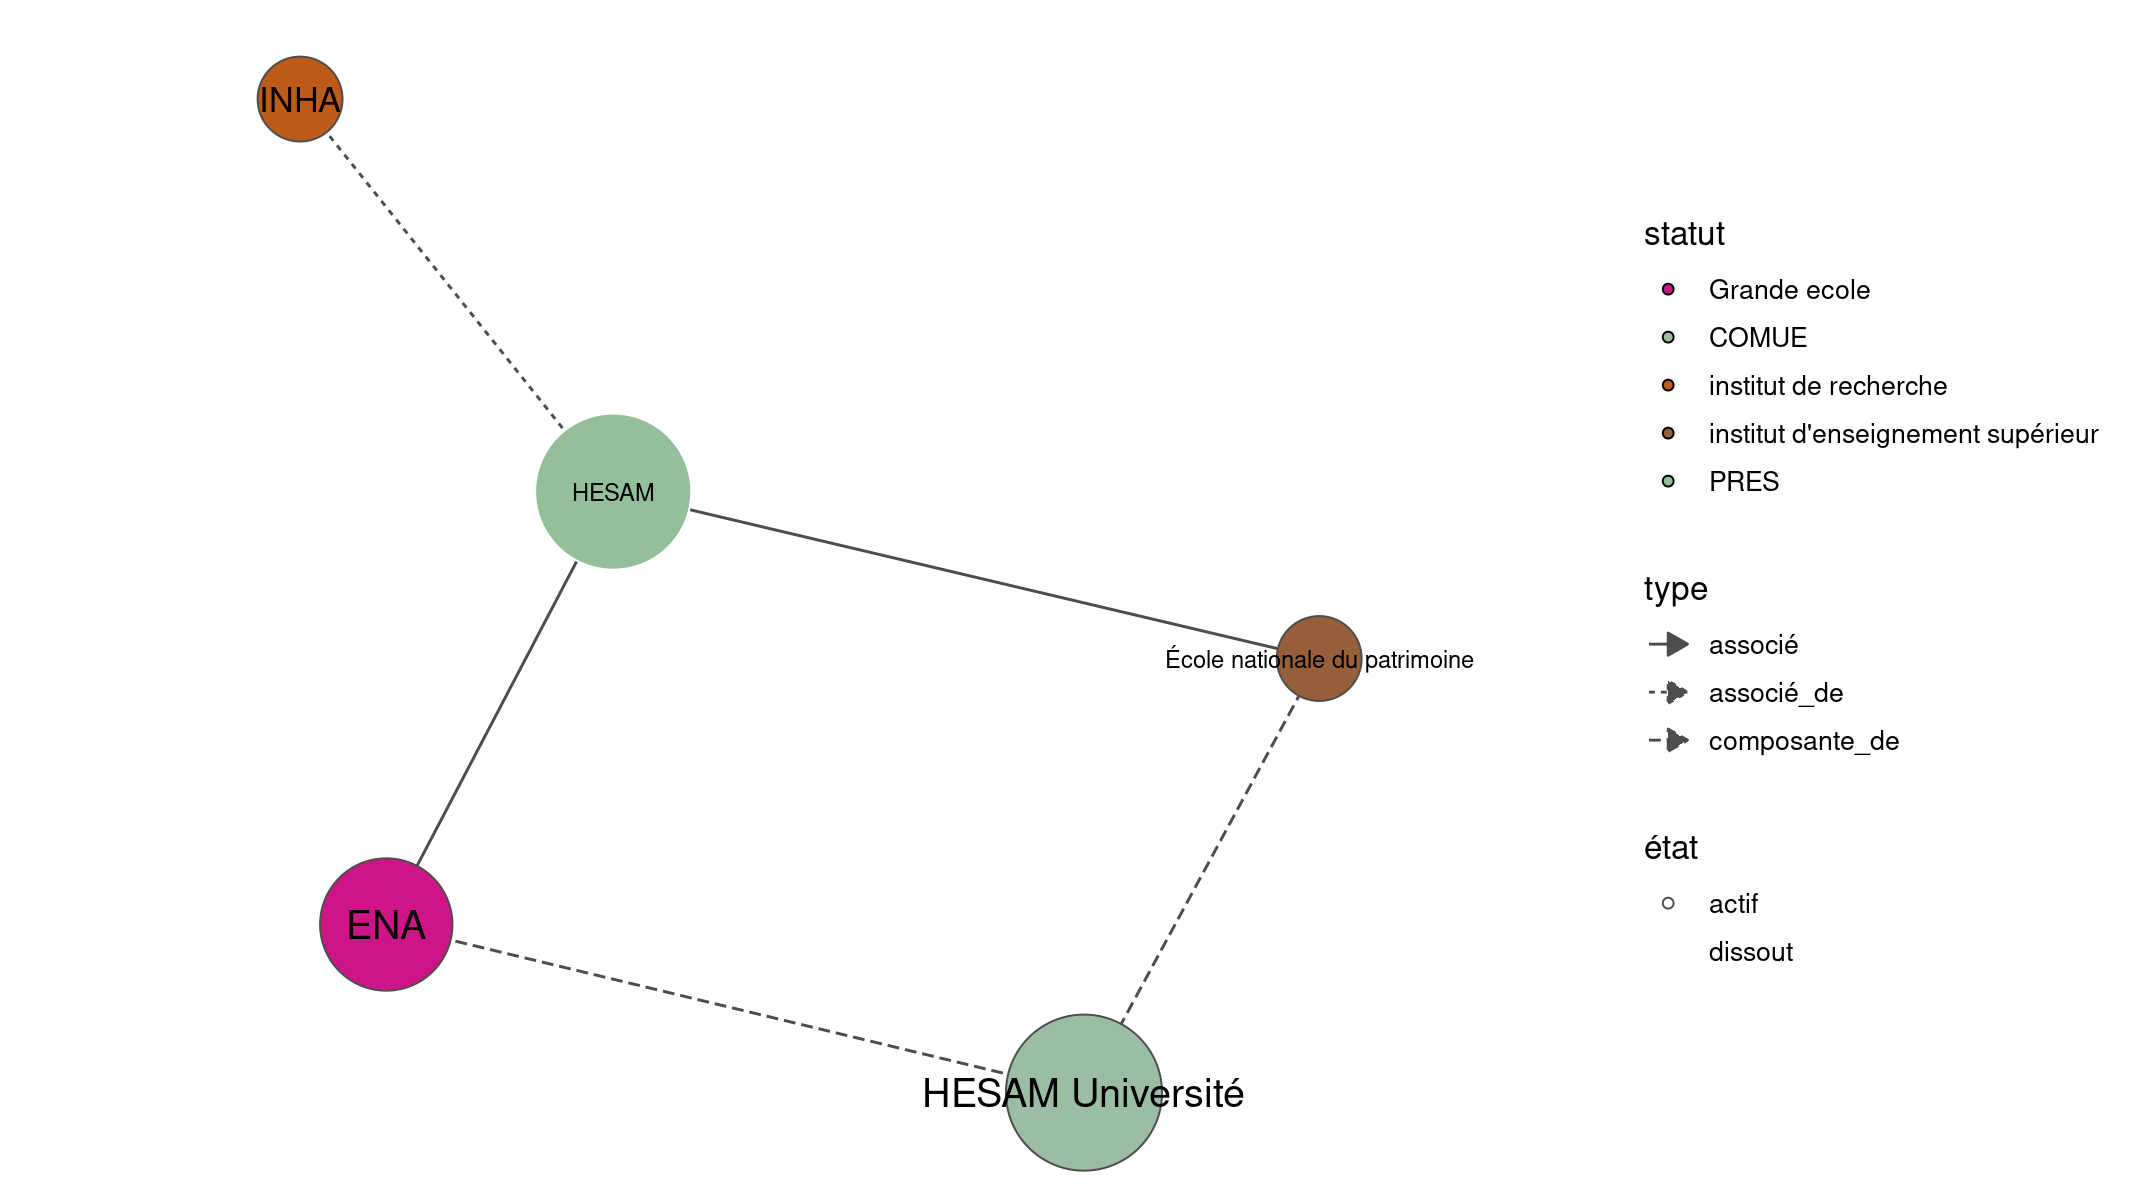 INHA
HESAM
École nationale du patrimoine
ENA
HESAM Université
statut
Grande ecole
COMUE
institut de recherche
institut d'enseignement supérieur
PRES
type
associé
associé_de
composante_de
état
actif
dissout